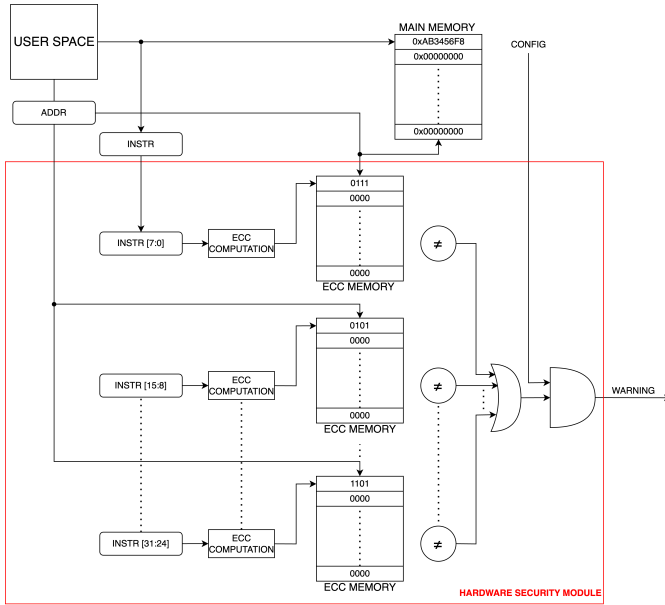 USER SPACE
MAIN MEMORY
0xAB3456F8
0x00000000
0x00000000
CONFIG
ADDR
INSTR
0111
0000
0000
ECC MEMORY
INSTR [7:0]
ECC
COMPUTATION
≠
0101
0000
0000
ECC MEMORY
INSTR [15:8]
ECC
COMPUTATION
≠
WARNING
1101
0000
0000
ECC MEMORY
INSTR [31:24]
ECC
COMPUTATION
≠
HARDWARE SECURITY MODULE